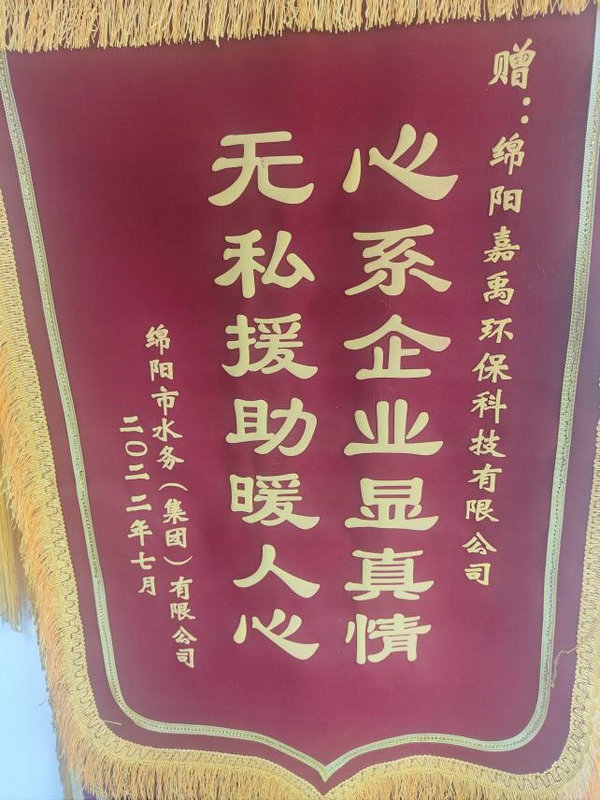 赠：绵阳嘉禹环保科技有限公司
心系企业显真情
无私援助暖人心
绵阳市水务（集团）有限公司
二〇二二年七月